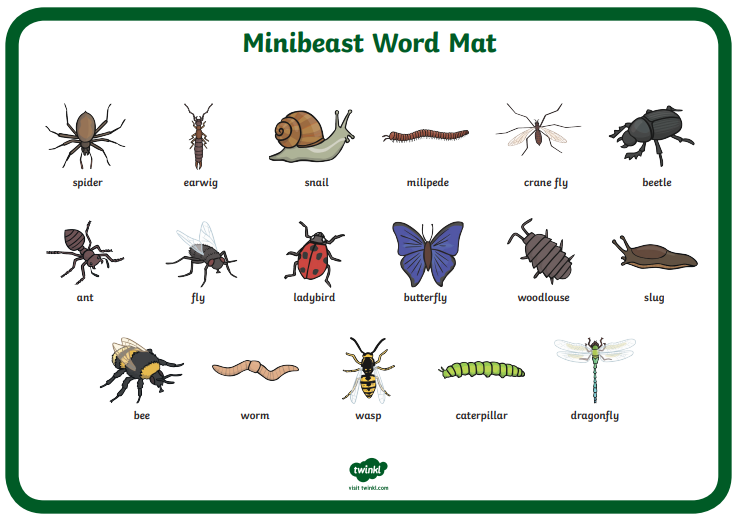 Minibeast Word Mat
spider earwig snail milipede crane fly beetle
ant fly ladybird butterfly woodlouse slug
bee worm wasp caterpillar dragonfly
twinkl
visit twinkl.com